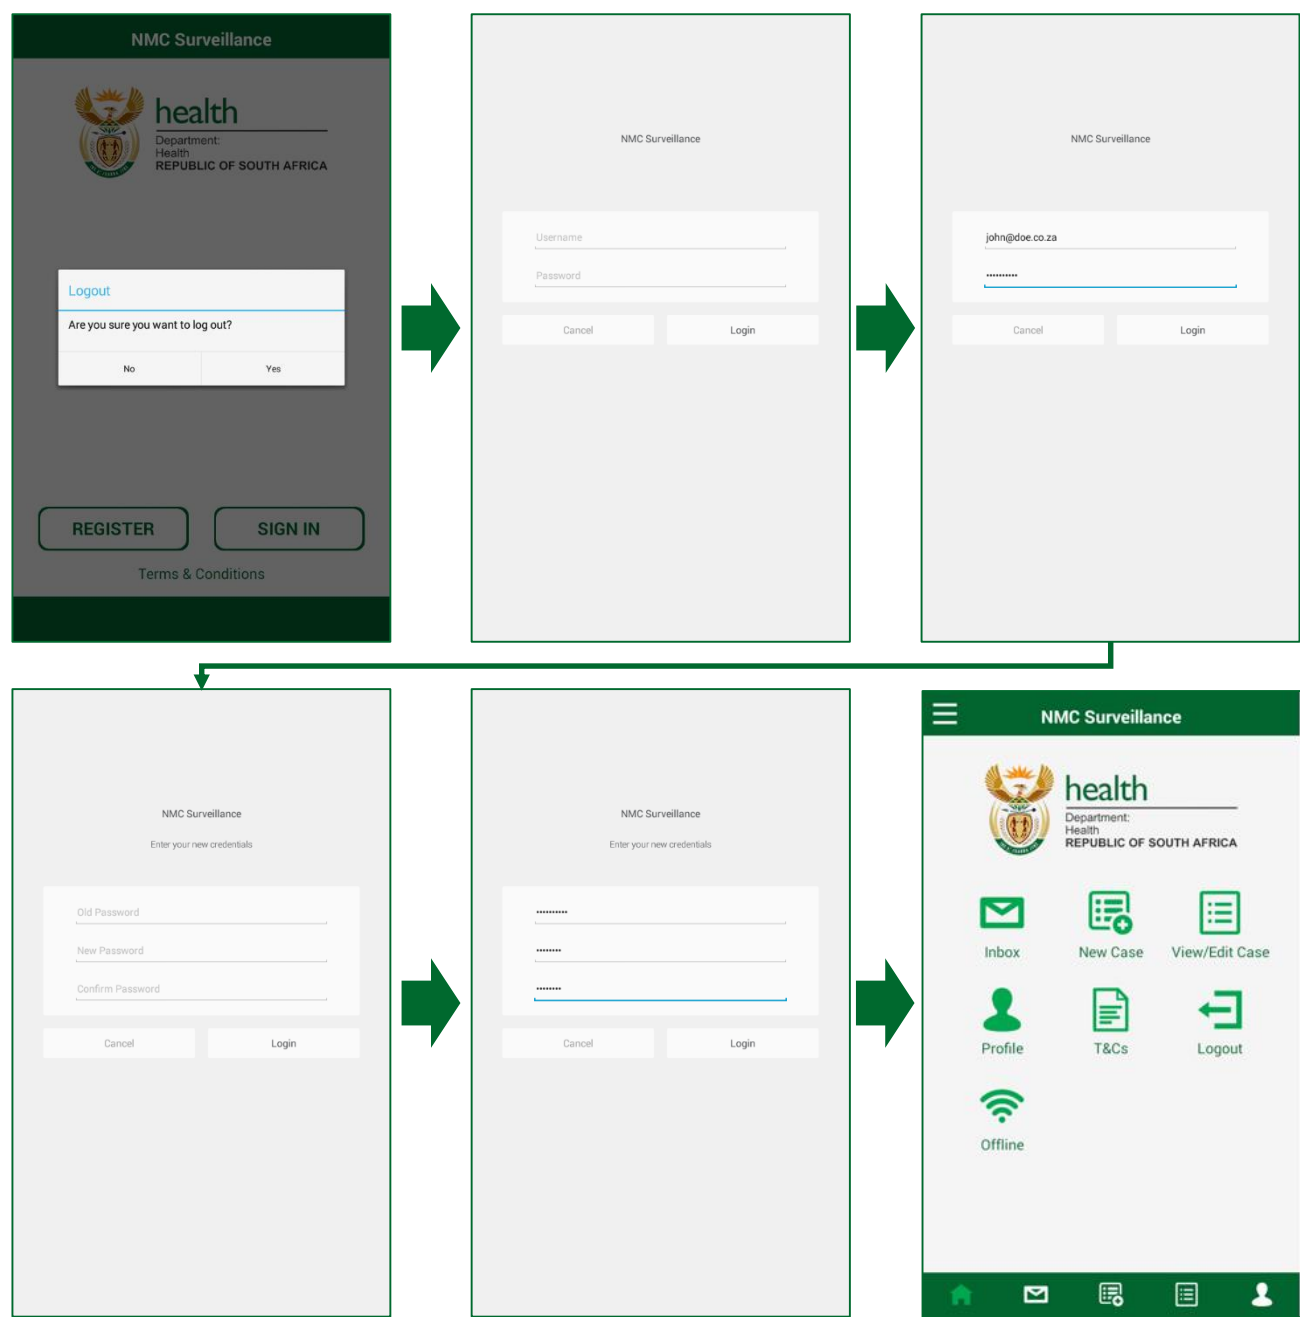 NMC Surveillance
health
Department:
Health
REPUBLIC OF SOUTH AFRICA
Logout
Are you sure you want to log out?
No
Yes
REGISTER
SIGN IN
Terms & Conditions
NMC Surveillance
Username
Password
Cancel
Login
NMC Surveillance
john@doe.co.za
••••••••••
Cancel
Login
NMC Surveillance
Enter your new credentials
Old Password
New Password
Confirm Password
Cancel
Login
NMC Surveillance
Enter your new credentials
••••••••••
••••••••
••••••••
Cancel
Login
NMC Surveillance
health
Department:
Health
REPUBLIC OF SOUTH AFRICA
Inbox
New Case
View/Edit Case
Profile
T&Cs
Logout
Offline